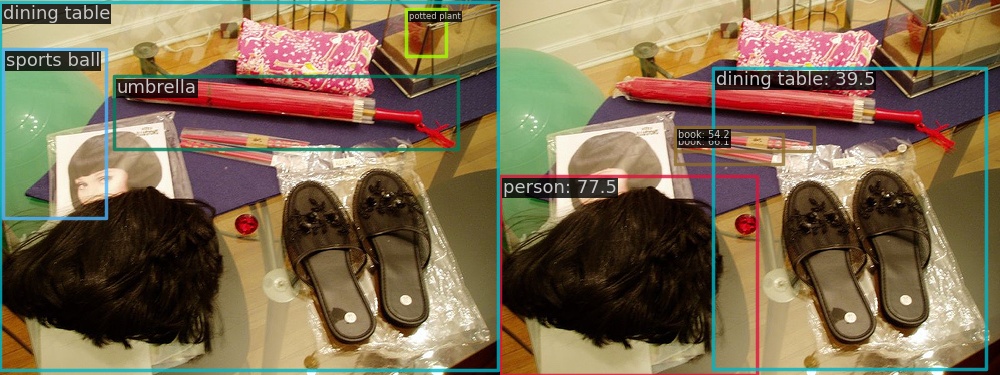 dining table
potted plant
sports ball
umbrella
dining table: 39.5
book: 54.2
book: 66.1
person: 77.5